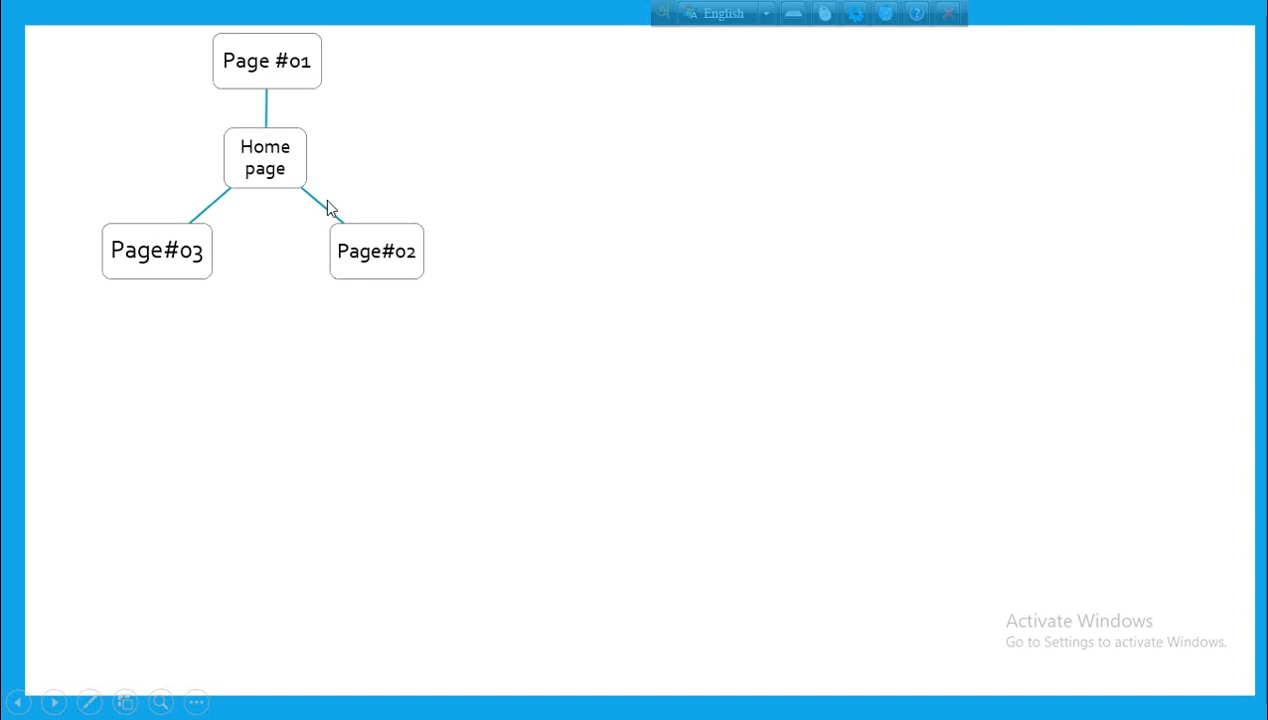 English
Page #01
Home
page
Page#03
Page#02
Activate Windows
Go to Settings to activate Windows.